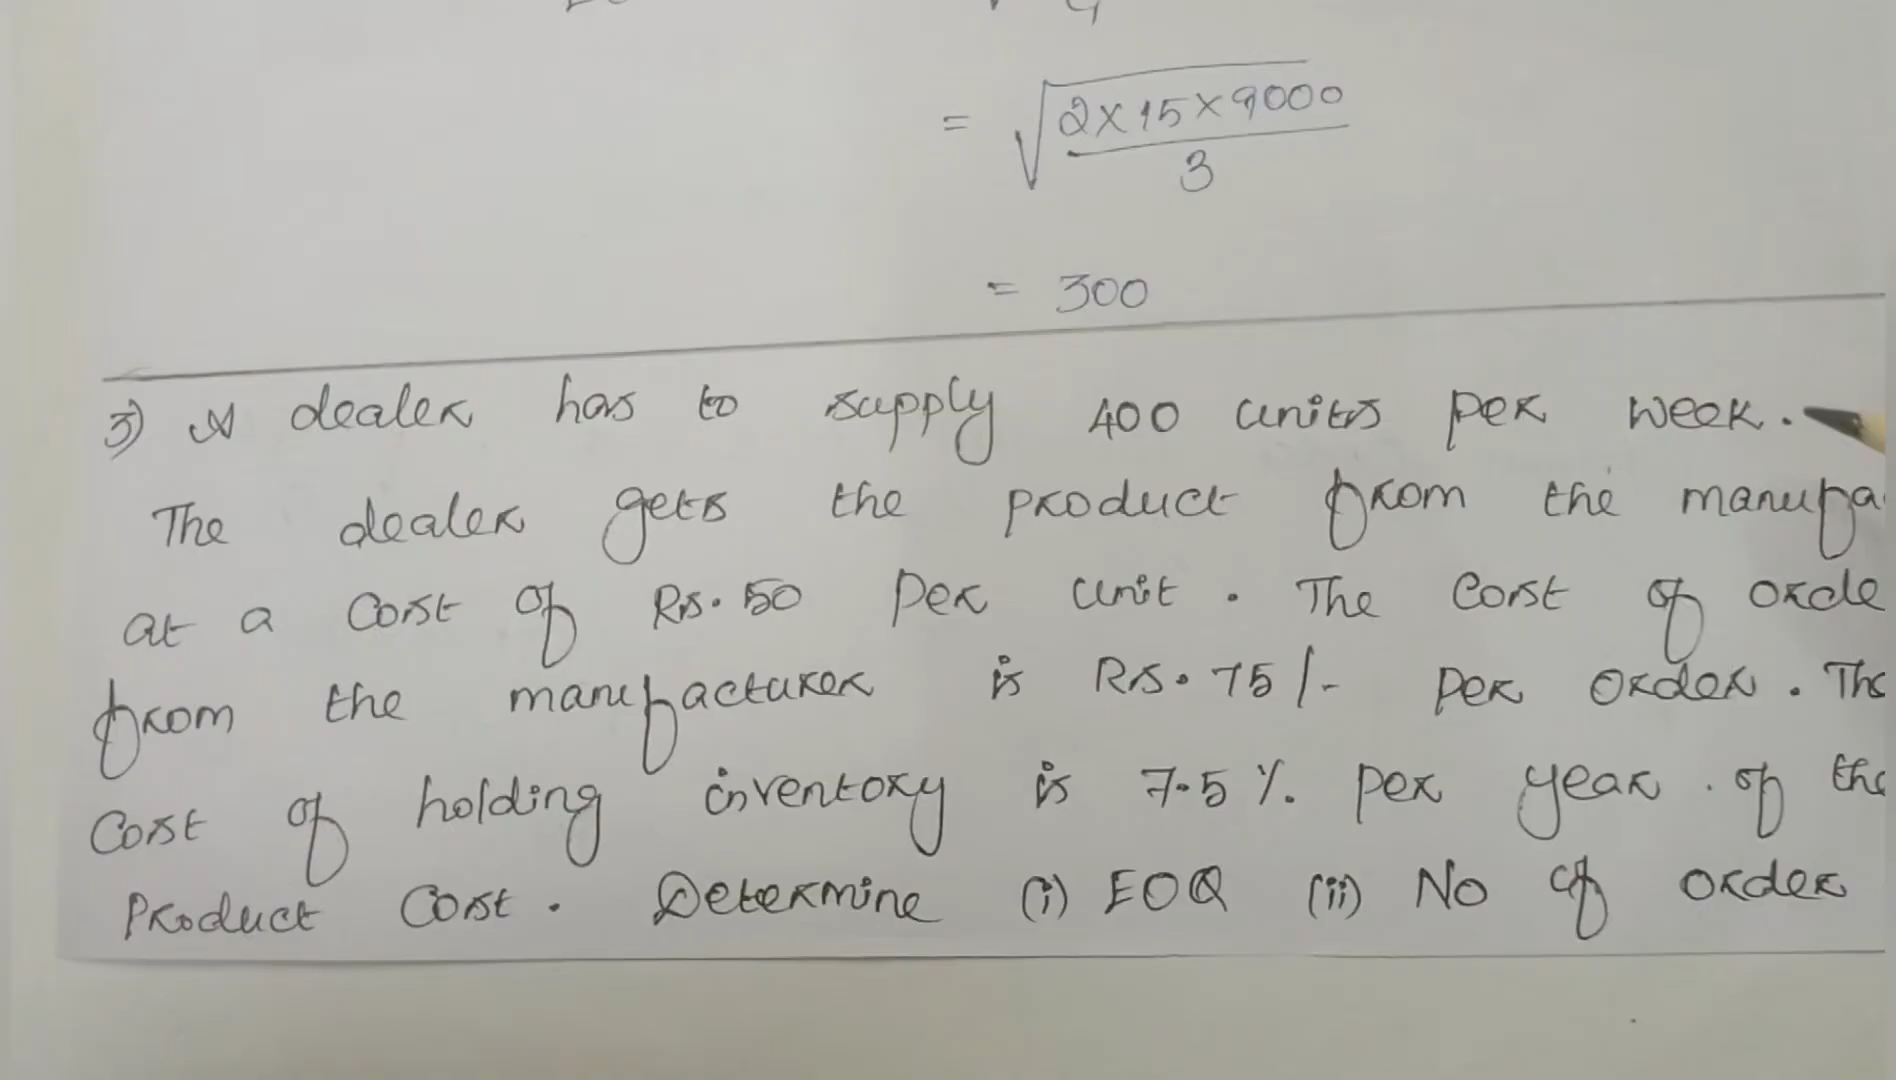 = √2×15×9000
3
= 300
3) A dealer has to supply 400 units per week.
The dealer gets the product from the manufa
at a cost of Rs. 50 per unit. The cost of orde
from the manufacturer is Rs. 75/- per order. The
cost of holding inventory is 7.5 %. per year. of the
Product cost. Determine (i) EOQ (ii) No of order